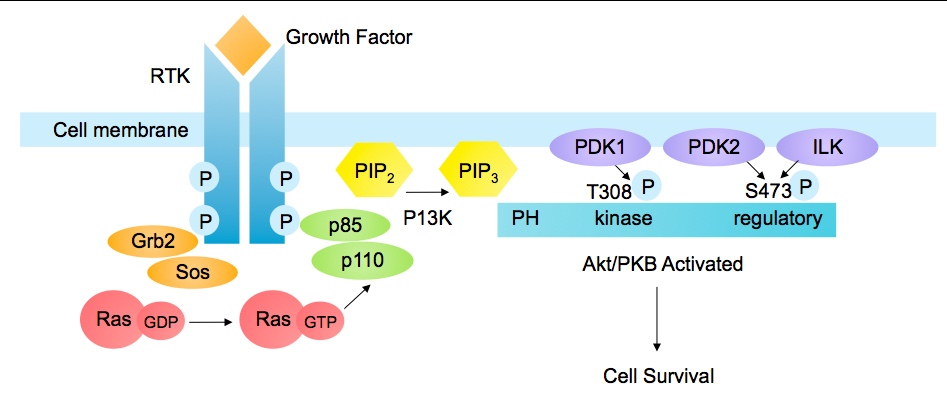 Growth Factor
RTK
Cell membrane
P
P
P
P
PIP2
PIP3
P13K
PDK1
PDK2
ILK
T308
P
S473
P
PH
kinase
regulatory
Akt/PKB Activated
Cell Survival
Grb2
Sos
p85
p110
Ras
GDP
Ras
GTP